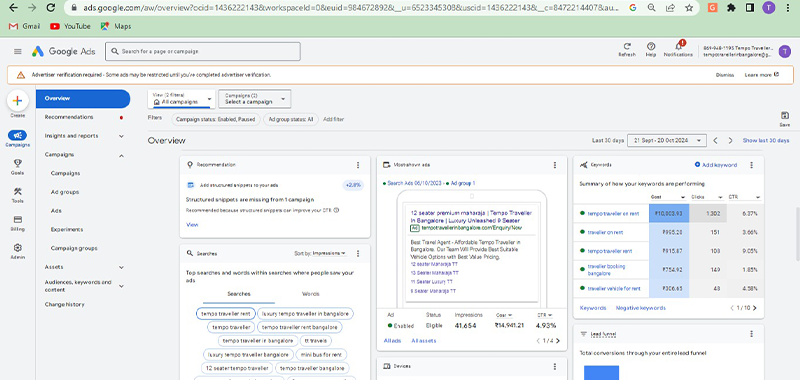 ads.google.com/aw/overview?ocid=1436222143&workspaceId=0&euid=984672892&__u=6523345308&uscid=1436222143&__c=8472214407&au...
Gmail YouTube Maps
Google Ads
Search for a page or campaign
Refresh Help Notifications
869-948-1195 Tempo Traveller...
tempotravellerinbangalore@g...
Advertiser verification required - Some ads may be restricted until you've completed advertiser verification.
Dismiss Learn more
Create
Campaigns
Goals
Tools
Billing
Admin
Overview
Recommendations
Insights and reports
Campaigns
Campaigns
Ad groups
Ads
Experiments
Campaign groups
Assets
Audiences, keywords and content
Change history
View (2 filters)
All campaigns
Campaigns (2)
Select a campaign
Filters Campaign status: Enabled, Paused Ad group status: All Add filter
Save
Overview
Last 30 days 21 Sept - 20 Oct 2024 Show last 30 days
Recommendation
Add structured snippets to your ads +2.8%
Structured snippets are missing from 1 campaign
Recommended because structured snippets can improve your CTR
View
Searches Sort by: Impressions
Top searches and words within searches where people saw your
ads
Searches Words
tempo traveller rent luxury tempo traveller in bangalore
tempo traveller tempo traveller rent bangalore
tempo traveller in bangalore tt travels
luxury tempo traveller bangalore mini bus for rent
12 seater tempo traveller tempo traveller bangalore
Most-shown ads
Search Ads 06/10/2023 Ad group 1
12 seater premium maharaja | Tempo Traveller
in Bangalore | Luxury Unleashed 9 Seater
Ad tempotravellerinbangalore.com/Enquiry/Now
Best Travel Agent - Affordable Tempo Traveller in
Bangalore. Our Team Will Provide Best Suitable
Vehicle Options with Best Value Pricing.
12 seater Maharaja TT
13 Seater Maharaja TT
11 Seater Luxury TT
9 Seater Maharaja TT
Ad Status Impressions Cost CTR
Enabled Eligible 41,654 ₹14,941.21 4.93%
All ads All assets 1 / 4
Devices
Keywords Add keyword
Summary of how your keywords are performing
Cost Clicks CTR
tempo traveller on rent 1,302 6.37%
traveller on rent ₹995.28 151 3.66%
tempo traveller on rent ₹815.87 108 9.05%
traveller booking bangalore ₹754.92 149 1.85%
traveller vehicle for rent ₹306.65 48 4.58%
Keywords Negative keywords 1 / 10
Lead funnel
Total conversions through your entire lead funnel